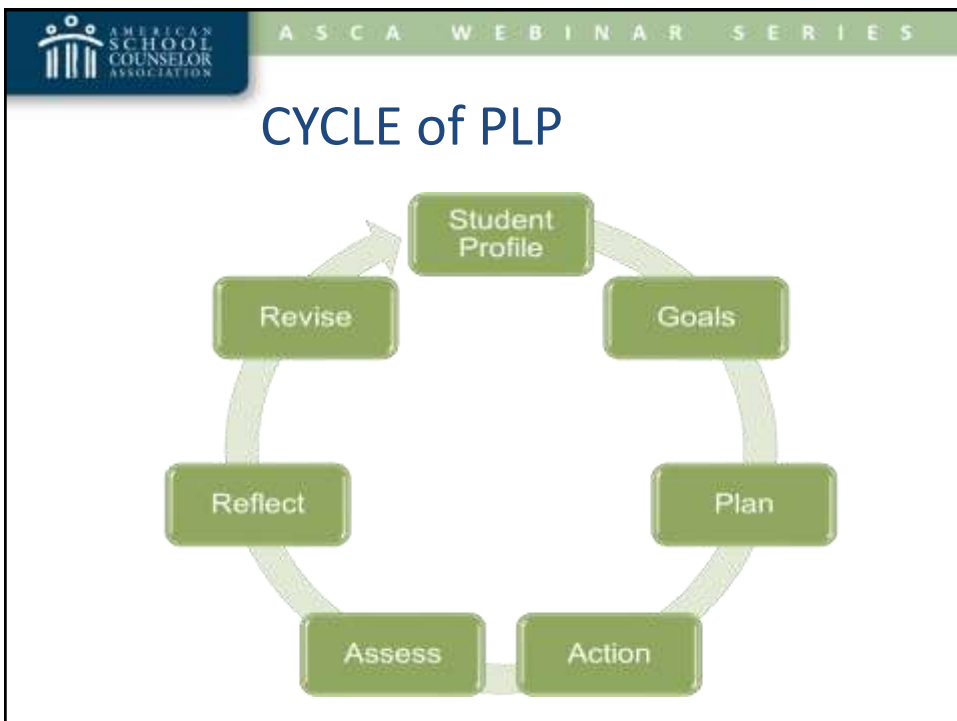 AMERICAN
SCHOOL
COUNSELOR
ASSOCIATION
ASCA WEBINAR SERIES
CYCLE of PLP
Student
Profile
Goals
Plan
Action
Assess
Reflect
Revise